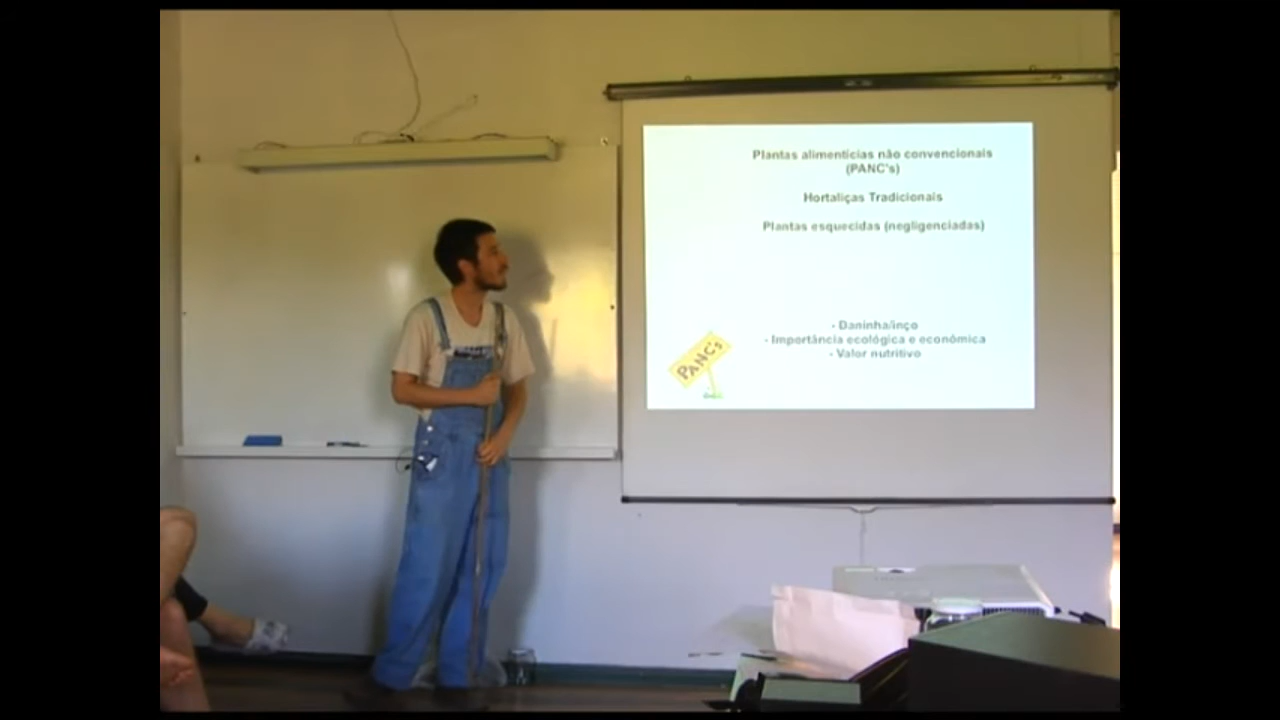 Plantas alimentícias não convencionais
(PANC's)
Hortaliças Tradicionais
Plantas esquecidas (negligenciadas)
- Daninha/inço
- Importância ecológica e econômica
- Valor nutritivo
PANC's